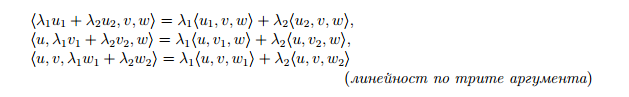 ⟨λ₁u₁ + λ₂u₂, v, w⟩ = λ₁⟨u₁, v, w⟩ + λ₂⟨u₂, v, w⟩,
⟨u, λ₁v₁ + λ₂v₂, w⟩ = λ₁⟨u, v₁, w⟩ + λ₂⟨u, v₂, w⟩,
⟨u, v, λ₁w₁ + λ₂w₂⟩ = λ₁⟨u, v, w₁⟩ + λ₂⟨u, v, w₂⟩
(линейност по трите аргумента)